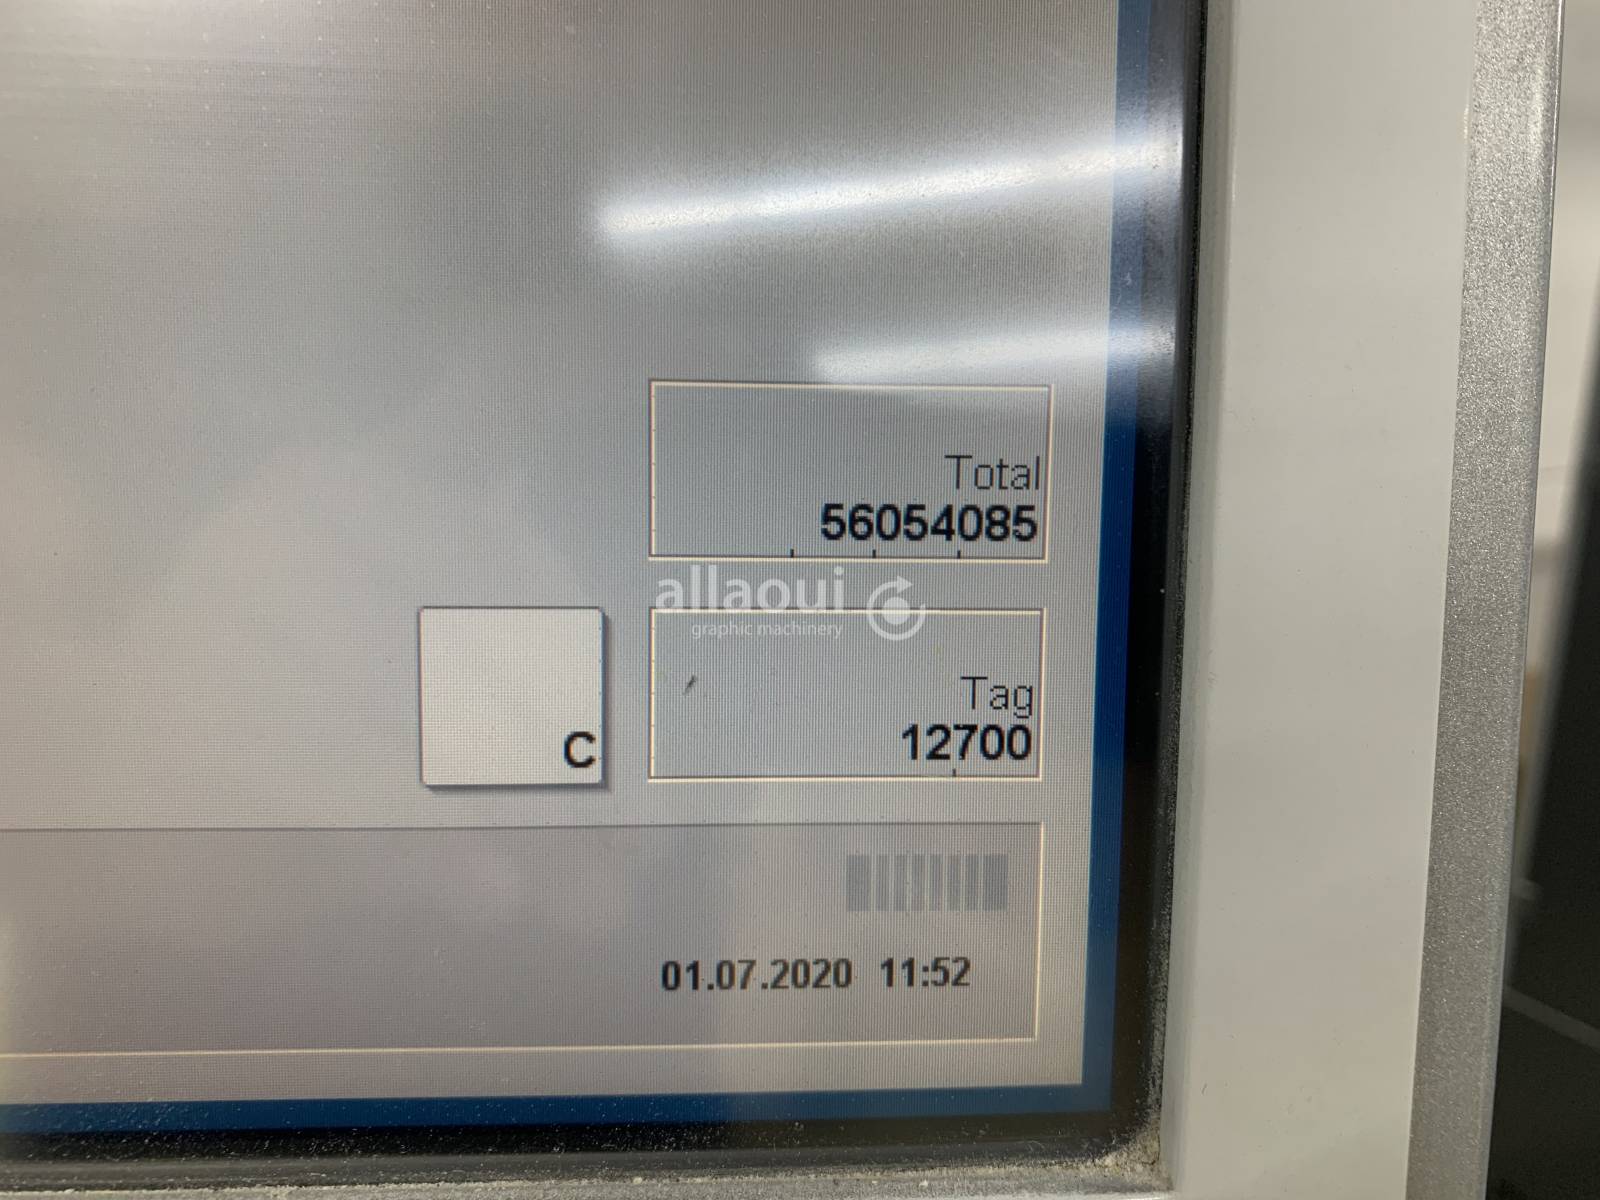 Total
56054085
allaoui
graphic machinery
Tag
12700
C
01.07.2020 11:52